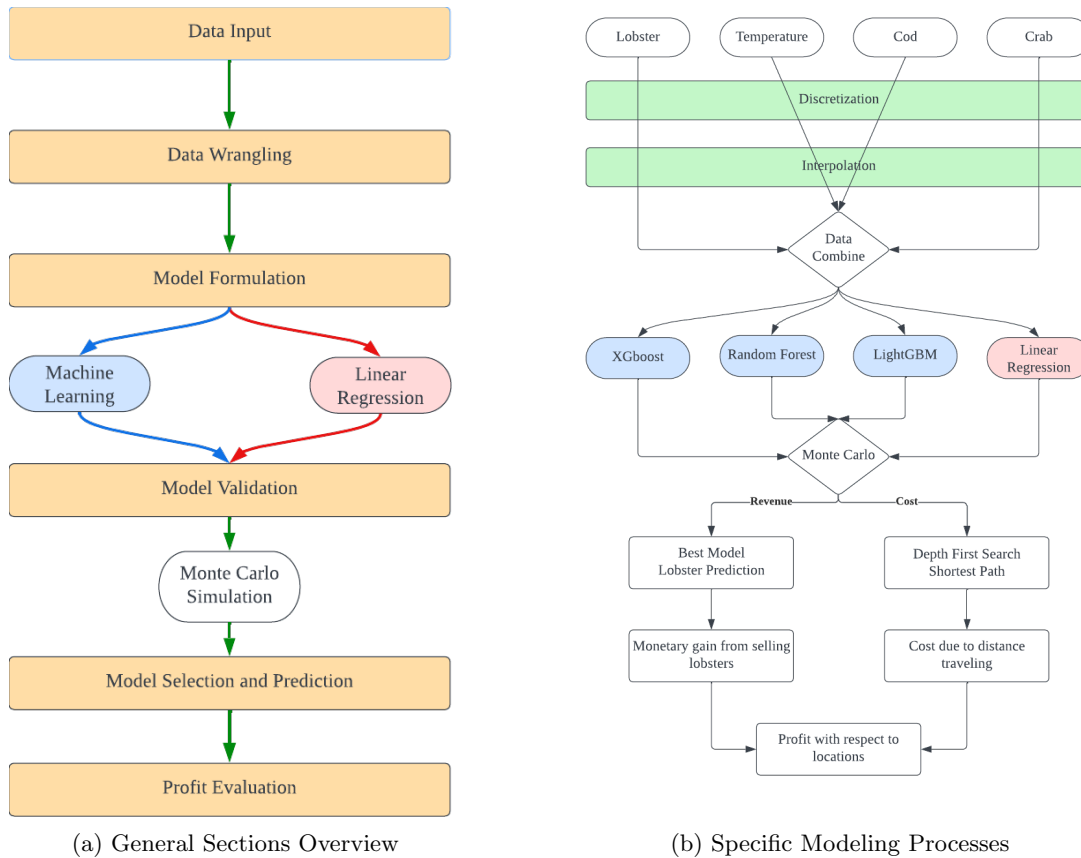 Data Input
Data Wrangling
Model Formulation
Machine
Learning
Linear
Regression
Model Validation
Monte Carlo
Simulation
Model Selection and Prediction
Profit Evaluation
(a) General Sections Overview
Lobster
Temperature
Cod
Crab
Discretization
Interpolation
Data
Combine
XGboost
Random Forest
LightGBM
Linear
Regression
Monte Carlo
Revenue
Cost
Best Model
Lobster Prediction
Depth First Search
Shortest Path
Monetary gain from selling
lobsters
Cost due to distance
traveling
Profit with respect to
locations
(b) Specific Modeling Processes